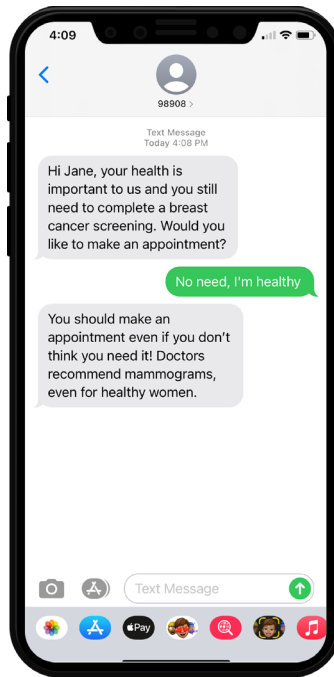 4:09
98908 >
Text Message
Today 4:08 PM
Hi Jane, your health is
important to us and you still
need to complete a breast
cancer screening. Would you
like to make an appointment?
No need, I'm healthy
You should make an
appointment even if you don't
think you need it! Doctors
recommend mammograms,
even for healthy women.
Text Message
Pay